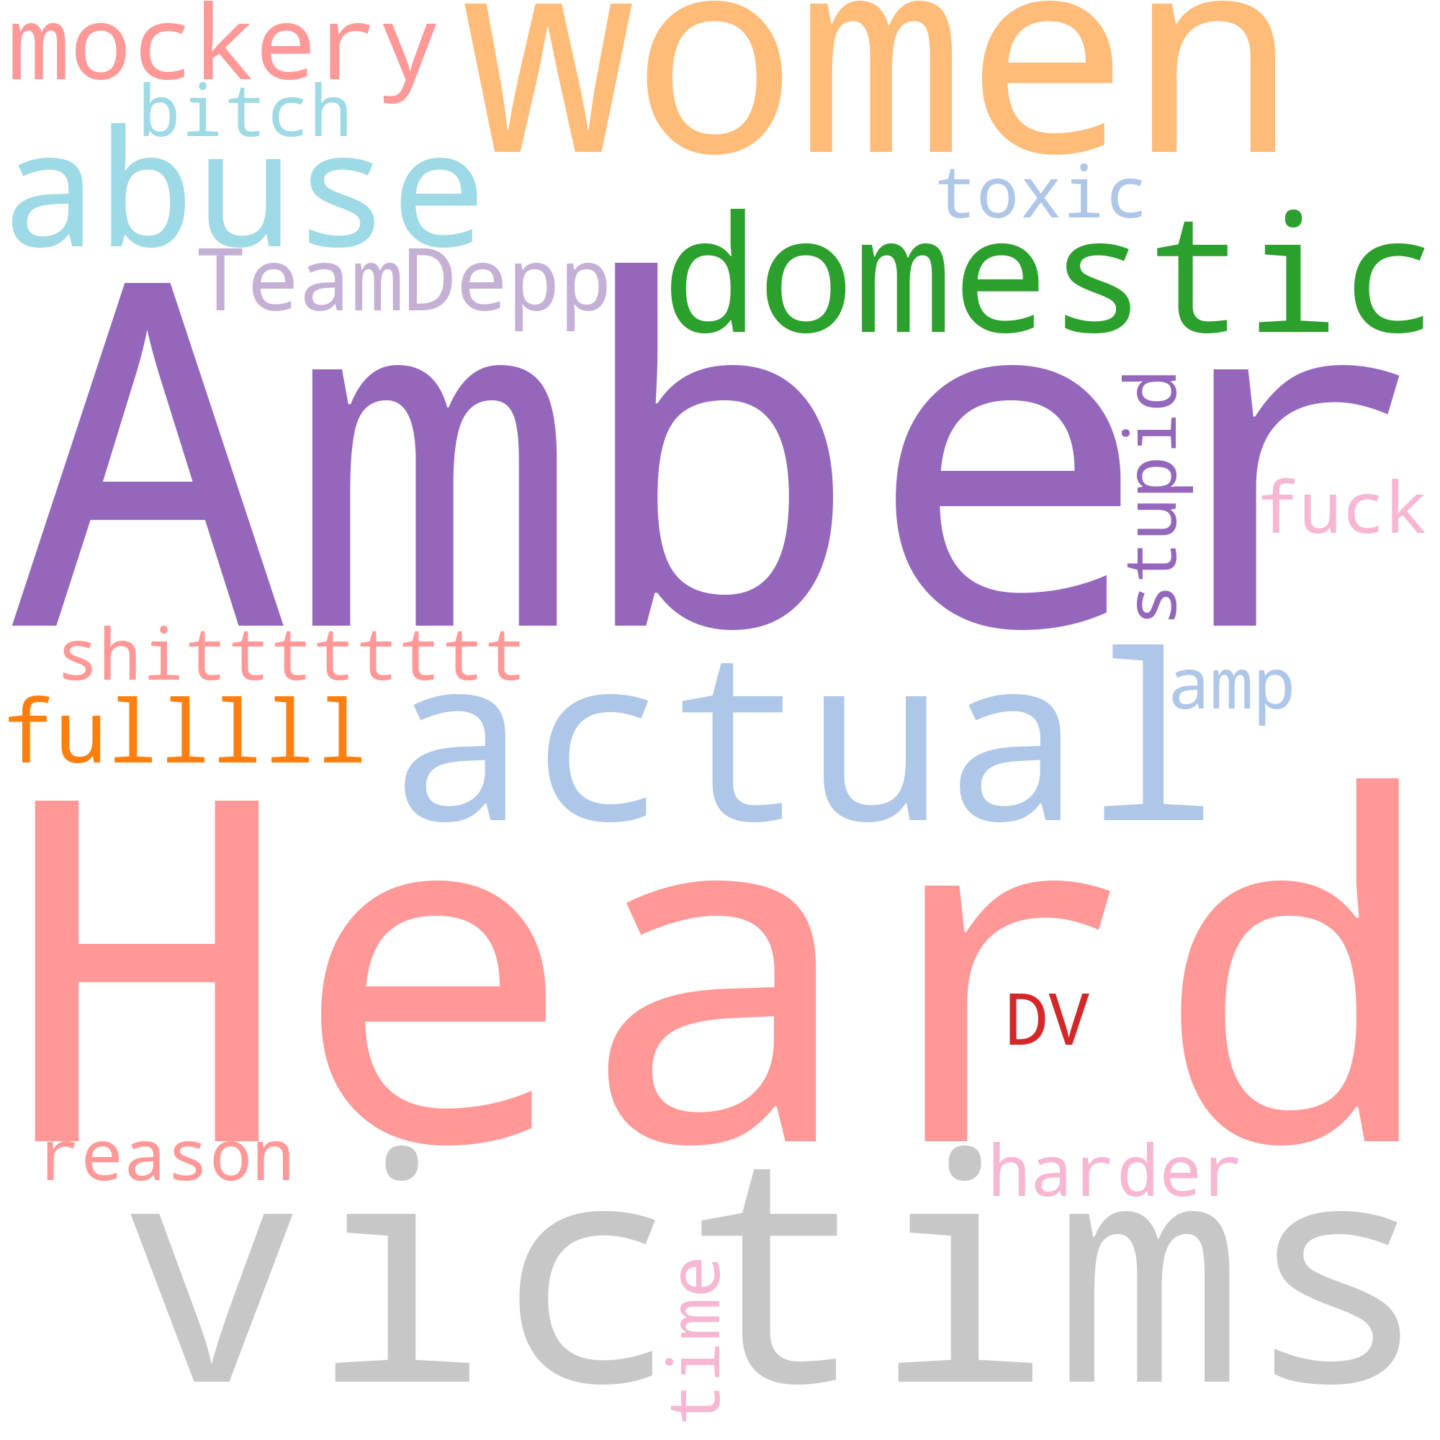 mockery
women
bitch
abuse
toxic
TeamDepp
domestic
Amber
stupid
fuck
shittttttttt
actual
amp
fulllll
Heard
DV
reason
harder
victims
time